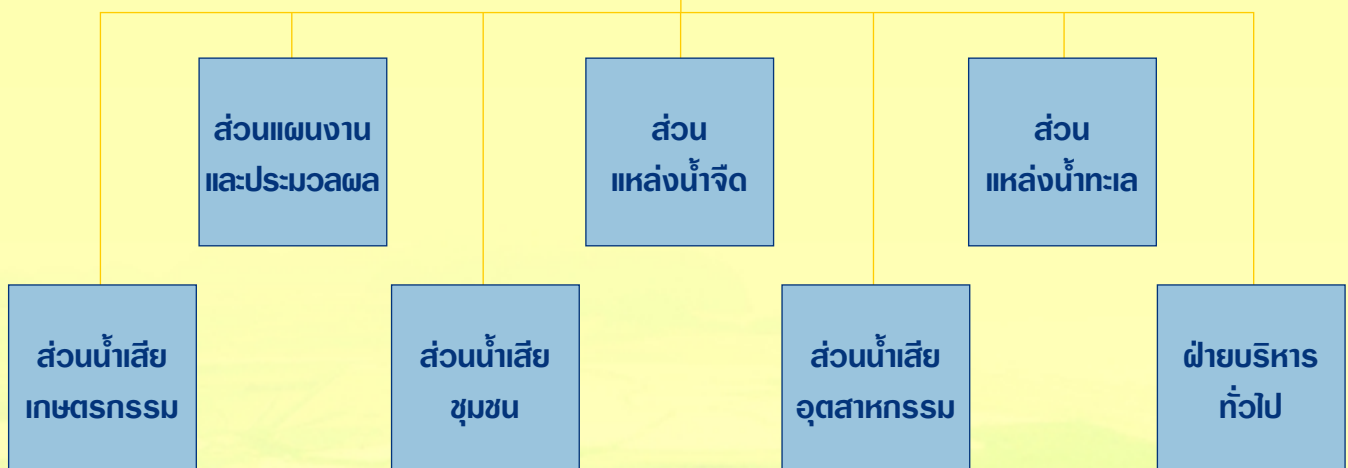 ส่วนแผนงาน
และประมวลผล
ส่วน
แหล่งน้ำจืด
ส่วน
แหล่งน้ำทะเล
ส่วนน้ำเสีย
เกษตรกรรม
ส่วนน้ำเสีย
ชุมชน
ส่วนน้ำเสีย
อุตสาหกรรม
ฝ่ายบริหาร
ทั่วไป